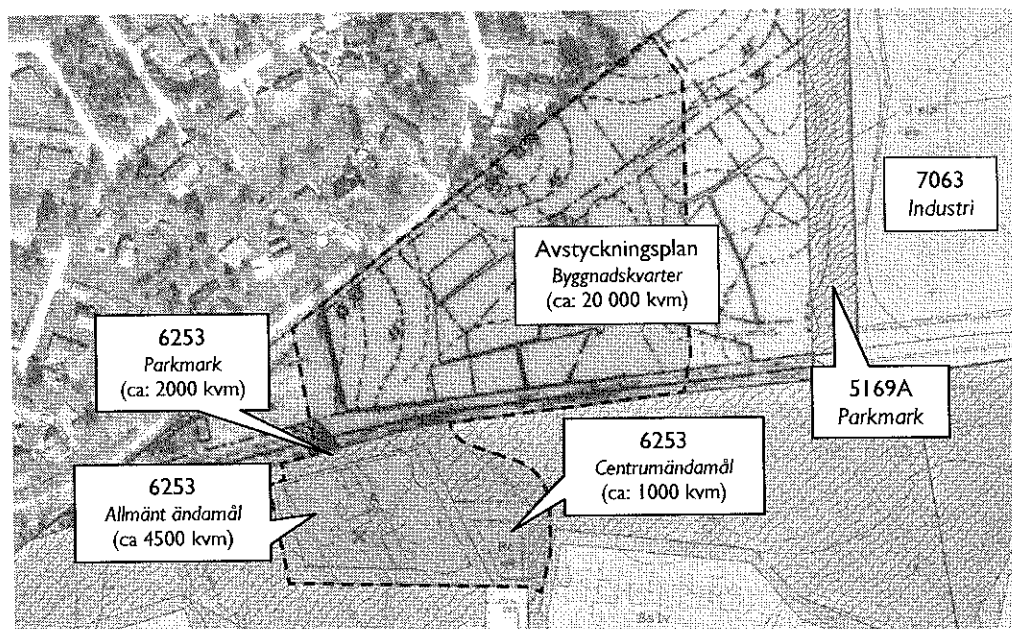 7063
Industri
Avstyckningsplan
Byggnadskvarter
(ca: 20 000 kvm)
6253
Parkmark
(ca: 2000 kvm)
5169A
Parkmark
6253
Centrumändamål
(ca: 1000 kvm)
6253
Allmänt ändamål
(ca 4500 kvm)